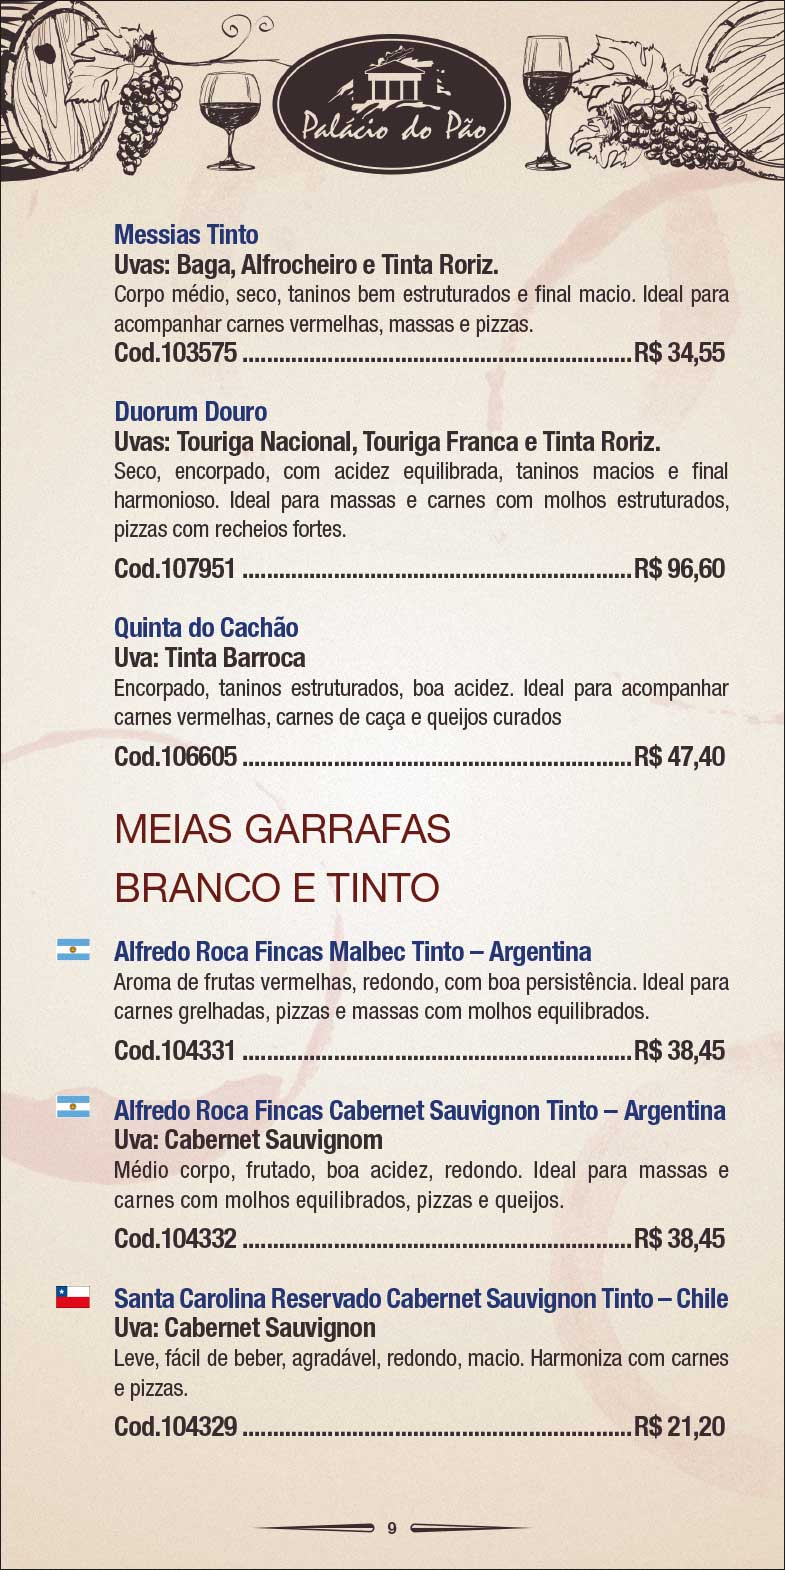 Palácio do Pão
Messias Tinto
Uvas: Baga, Alfrocheiro e Tinta Roriz.
Corpo médio, seco, taninos bem estruturados e final macio. Ideal para
acompanhar carnes vermelhas, massas e pizzas.
Cod.103575 ................................................................ R$ 34,55
Duorum Douro
Uvas: Touriga Nacional, Touriga Franca e Tinta Roriz.
Seco, encorpado, com acidez equilibrada, taninos macios e final
harmonioso. Ideal para massas e carnes com molhos estruturados,
pizzas com recheios fortes.
Cod.107951 ................................................................ R$ 96,60
Quinta do Cachão
Uva: Tinta Barroca
Encorpado, taninos estruturados, boa acidez. Ideal para acompanhar
carnes vermelhas, carnes de caça e queijos curados
Cod.106605 ................................................................ R$ 47,40
MEIAS GARRAFAS
BRANCO E TINTO
Alfredo Roca Fincas Malbec Tinto – Argentina
Aroma de frutas vermelhas, redondo, com boa persistência. Ideal para
carnes grelhadas, pizzas e massas com molhos equilibrados.
Cod.104331 ................................................................ R$ 38,45
Alfredo Roca Fincas Cabernet Sauvignon Tinto – Argentina
Uva: Cabernet Sauvignom
Médio corpo, frutado, boa acidez, redondo. Ideal para massas e
carnes com molhos equilibrados, pizzas e queijos.
Cod.104332 ................................................................ R$ 38,45
Santa Carolina Reservado Cabernet Sauvignon Tinto – Chile
Uva: Cabernet Sauvignon
Leve, fácil de beber, agradável, redondo, macio. Harmoniza com carnes
e pizzas.
Cod.104329 ................................................................ R$ 21,20
9